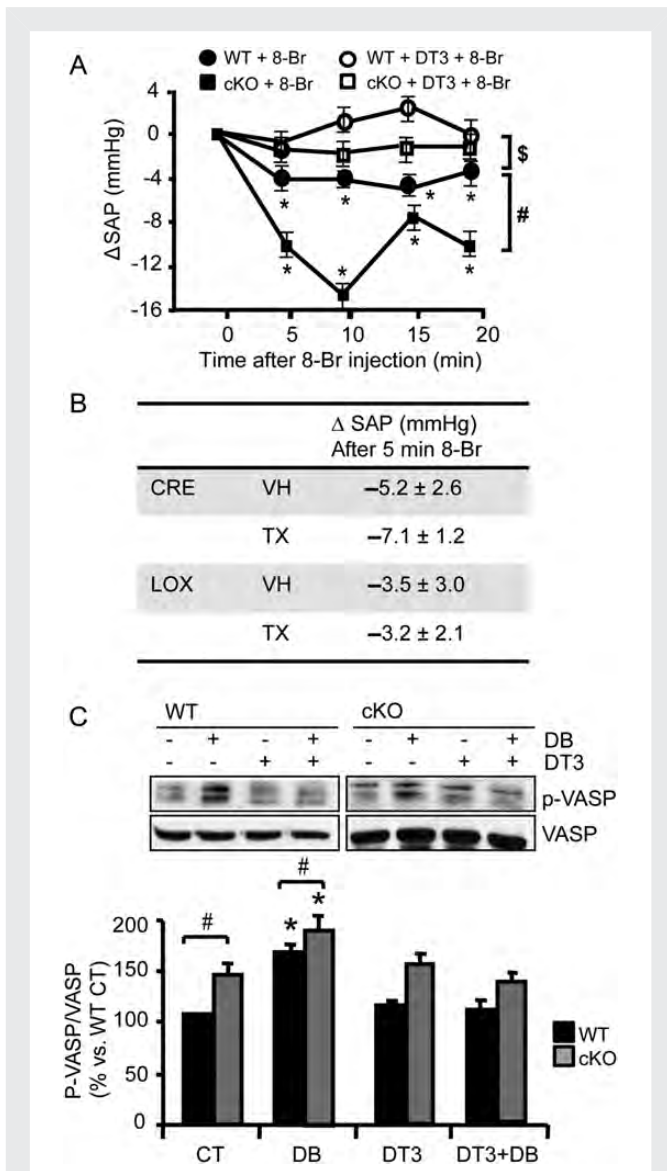 A
WT + 8-Br WT + DT3 + 8-Br
cKO + 8-Br cKO + DT3 + 8-Br
4
0
-4
-8
-12
-16
ΔSAP (mmHg)
* * * *
* * * *
$
#
0 5 10 15 20
Time after 8-Br injection (min)
B
Δ SAP (mmHg)
After 5 min 8-Br
CRE VH –5.2 ± 2.6
TX –7.1 ± 1.2
LOX VH –3.5 ± 3.0
TX –3.2 ± 2.1
C
WT cKO
- + - + - + - + DB
- - + + - - + + DT3
p-VASP
VASP
# #
* *
200
150
100
50
0
P-VASP/VASP
(% vs. WT CT)
WT
cKO
CT DB DT3 DT3+DB